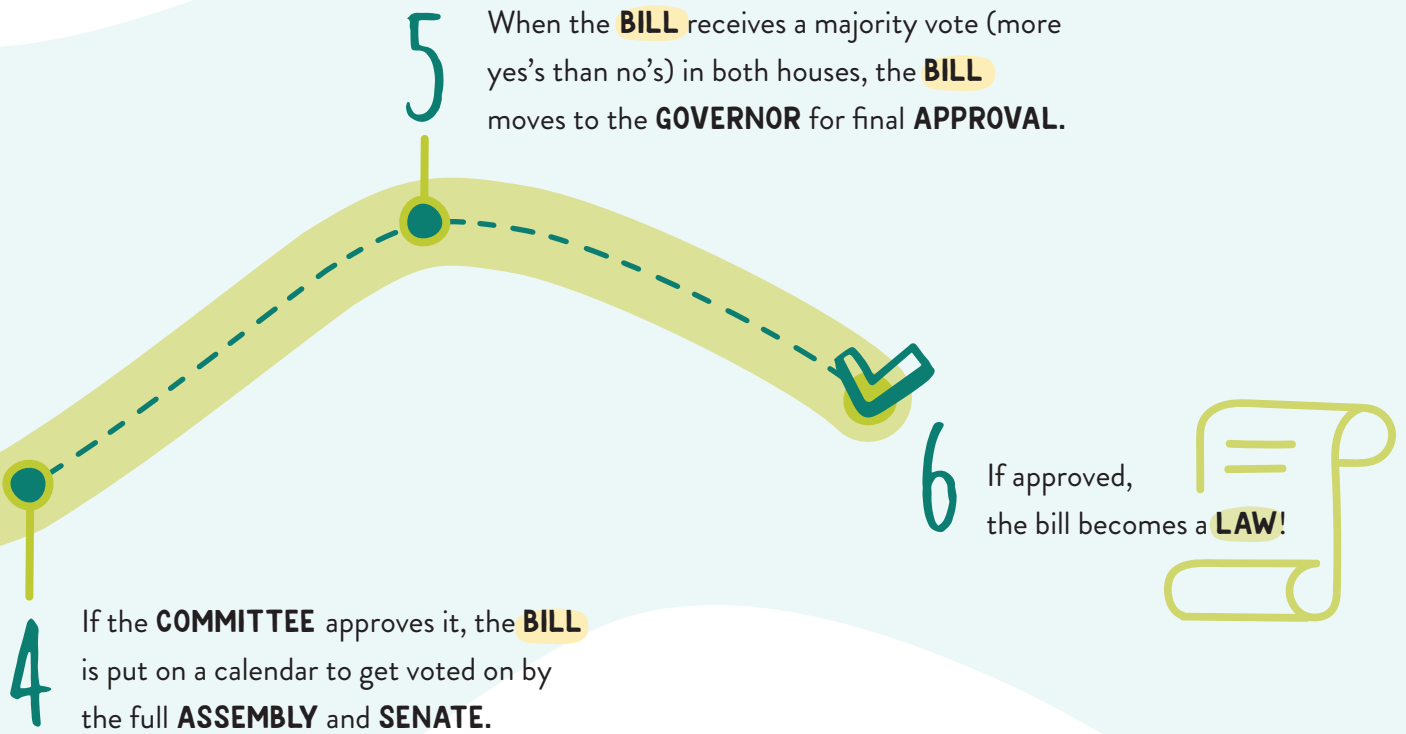 5
When the BILL receives a majority vote (more
yes's than no's) in both houses, the BILL
moves to the GOVERNOR for final APPROVAL.
6
If approved,
the bill becomes a LAW!
4
If the COMMITTEE approves it, the BILL
is put on a calendar to get voted on by
the full ASSEMBLY and SENATE.